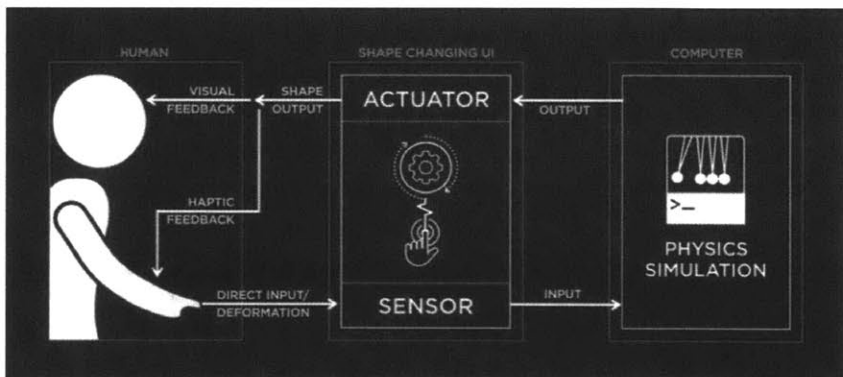 HUMAN
SHAPE CHANGING UI
COMPUTER
VISUAL
FEEDBACK
SHAPE
OUTPUT
ACTUATOR
OUTPUT
HAPTIC
FEEDBACK
>_
PHYSICS
SIMULATION
DIRECT INPUT/
DEFORMATION
SENSOR
INPUT